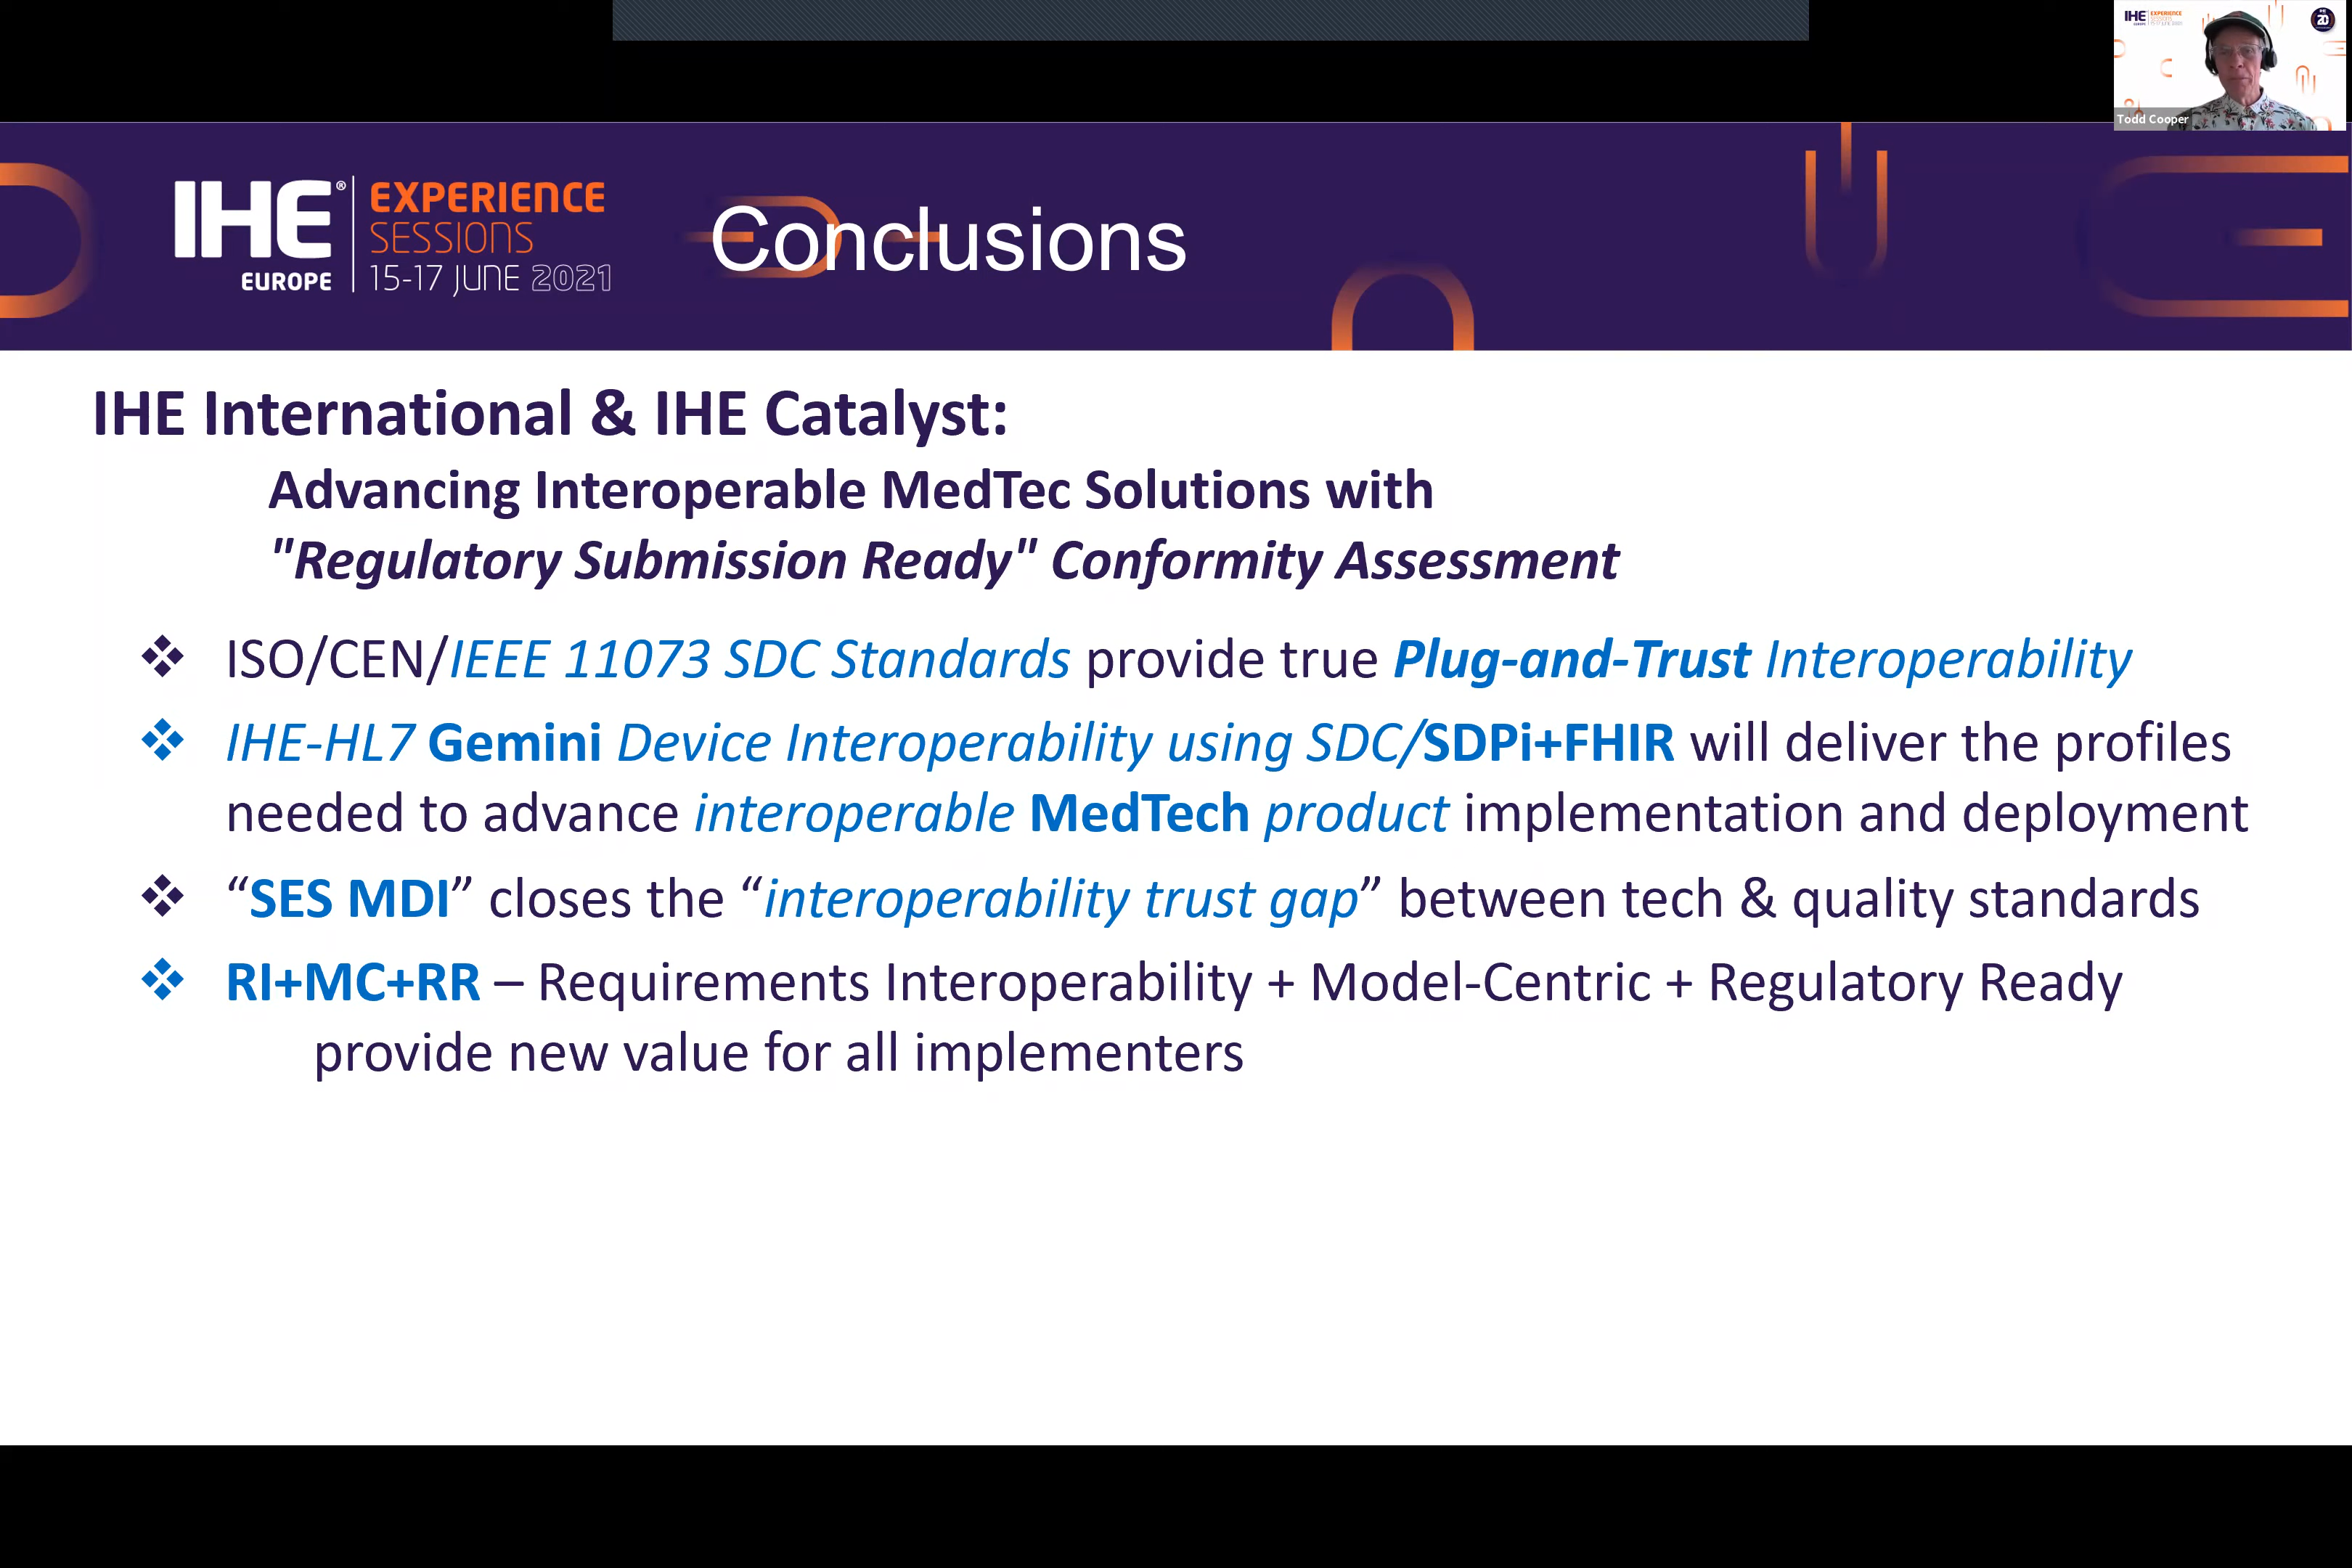 IHE EXPERIENCE
Todd Cooper
IHE® EXPERIENCE
SESSIONS
EUROPE 15-17 JUNE 2021
Conclusions
IHE International & IHE Catalyst:
Advancing Interoperable MedTec Solutions with
"Regulatory Submission Ready" Conformity Assessment
❖ ISO/CEN/IEEE 11073 SDC Standards provide true Plug-and-Trust Interoperability
❖ IHE-HL7 Gemini Device Interoperability using SDC/SDPi+FHIR will deliver the profiles
needed to advance interoperable MedTech product implementation and deployment
❖ “SES MDI” closes the “interoperability trust gap” between tech & quality standards
❖ RI+MC+RR – Requirements Interoperability + Model-Centric + Regulatory Ready
provide new value for all implementers